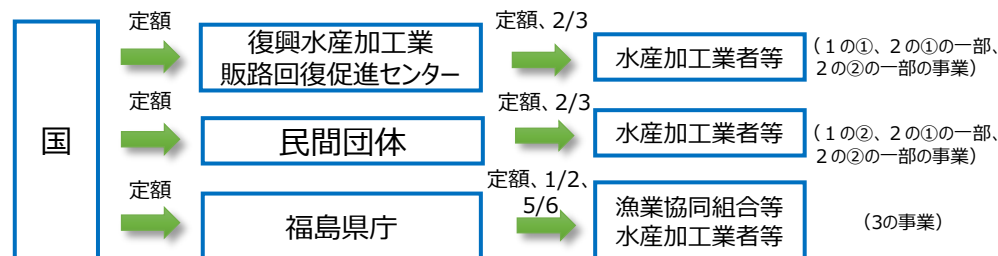 国
定額
復興水産加工業
販路回復促進センター
定額、2/3
水産加工業者等
（１の①、２の①の一部、
２の②の一部の事業）
定額
民間団体
定額、2/3
水産加工業者等
（１の②、２の①の一部、
２の②の一部の事業）
定額
福島県庁
定額、1/2、
5/6
漁業協同組合等
水産加工業者等
（3の事業）